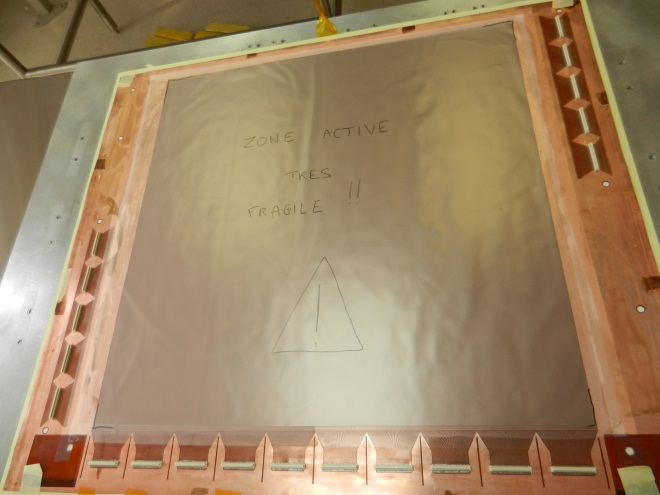 ZONE ACTIVE
TRES
FRAGILE !!
!